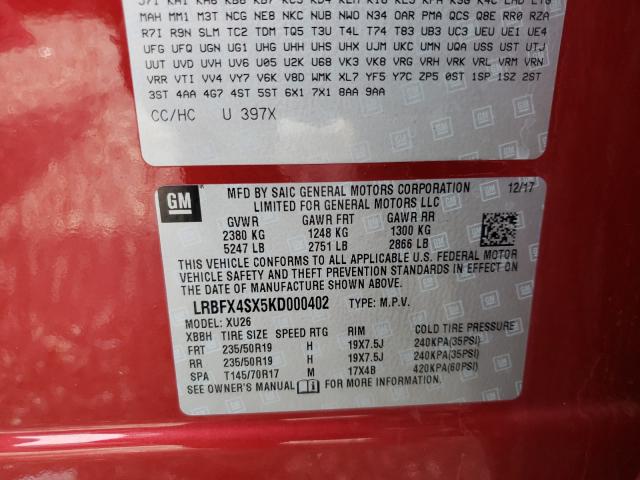 MAH MM1 M3T NCG NE8 NKC NUB NWO N34 OAR PMA QCS Q8E RR0 RZA
R7I R9N SLM TC2 TDM TQ5 T3U T4L T74 T83 UB3 UC3 UEU UE1 UE4
UFG UFQ UGN UG1 UHG UHH UHS UHX UJM UKC UMN UQA USS UST UTJ
UUT UVD UVH UV6 U05 U2K U68 VK3 VK8 VRG VRH VRK VRL VRM VRN
VRR VTI VV4 VY7 V6K V8D WMK XL7 YF5 Y7C ZP5 0ST 1SP 1SZ 2ST
3ST 4AA 4G7 4ST 5ST 6X1 7X1 8AA 9AA
CC/HC U 397X
GM
MFD BY SAIC GENERAL MOTORS CORPORATION 12/17
LIMITED FOR GENERAL MOTORS LLC
GVWR GAWR FRT GAWR RR
2380 KG 1248 KG 1300 KG
5247 LB 2751 LB 2866 LB
THIS VEHICLE CONFORMS TO ALL APPLICABLE U.S. FEDERAL MOTOR
VEHICLE SAFETY AND THEFT PREVENTION STANDARDS IN EFFECT ON
THE DATE OF MANUFACTURE SHOWN ABOVE.
LRBFX4SX5KD000402 TYPE: M.P.V.
MODEL: XU26
XBBH TIRE SIZE SPEED RTG RIM COLD TIRE PRESSURE
FRT 235/50R19 H 19X7.5J 240KPA(35PSI)
RR 235/50R19 H 19X7.5J 240KPA(35PSI)
SPA T145/70R17 M 17X4B 420KPA(60PSI)
SEE OWNER'S MANUAL FOR MORE INFORMATION.